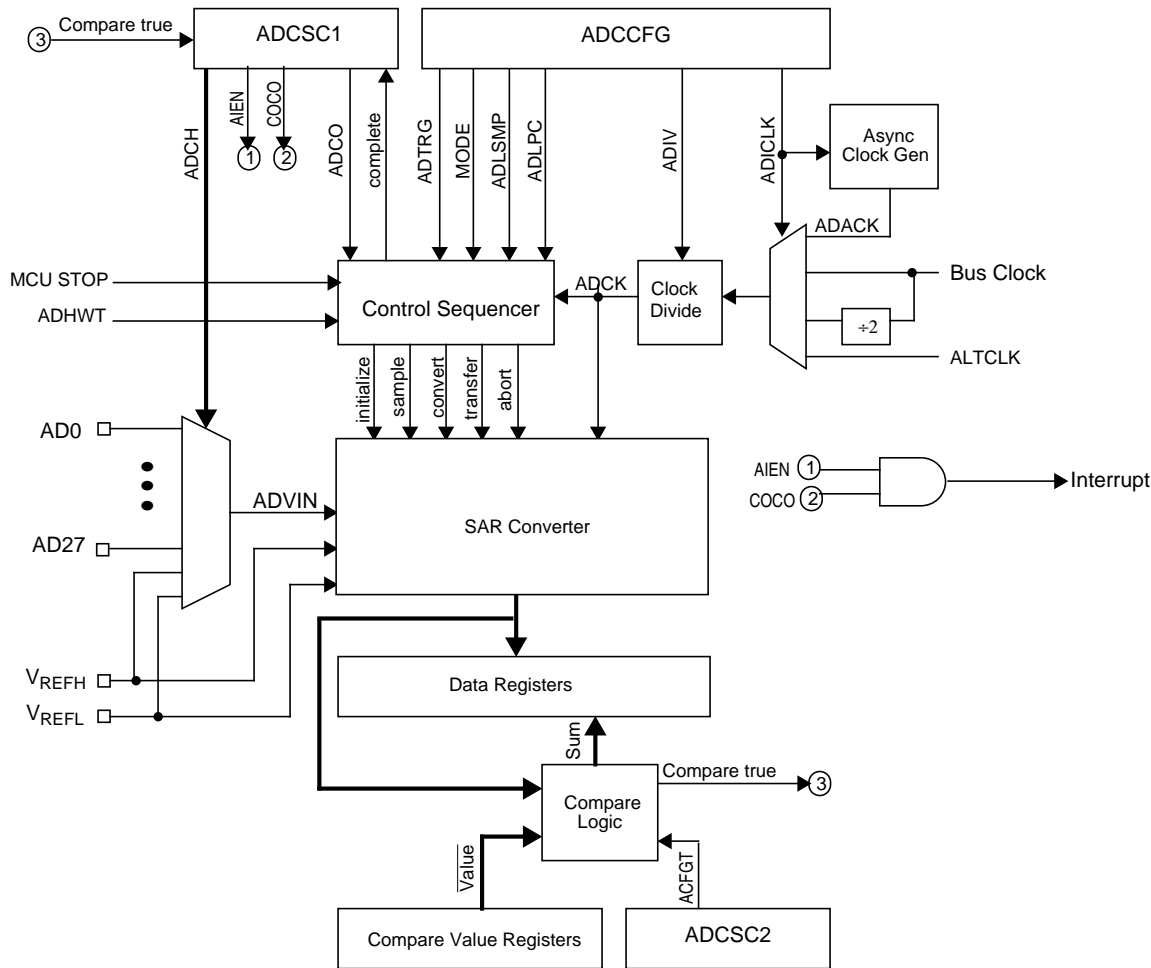 3 Compare true
ADCSC1
ADCCFG
ADCH
AIEN
COCO
ADCO
complete
ADTRG
MODE
ADLSMP
ADLPC
ADIV
ADICLK
Async
Clock Gen
1
2
ADACK
MCU STOP
ADHWT
Control Sequencer
ADCK
Clock
Divide
Bus Clock
÷2
ALTCLK
initialize
sample
convert
transfer
abort
AD0
AD27
ADVIN
SAR Converter
AIEN 1
COCO 2
Interrupt
VREFH
VREFL
Data Registers
Sum
Compare true
3
Compare
Logic
Value
ACFGT
Compare Value Registers
ADCSC2